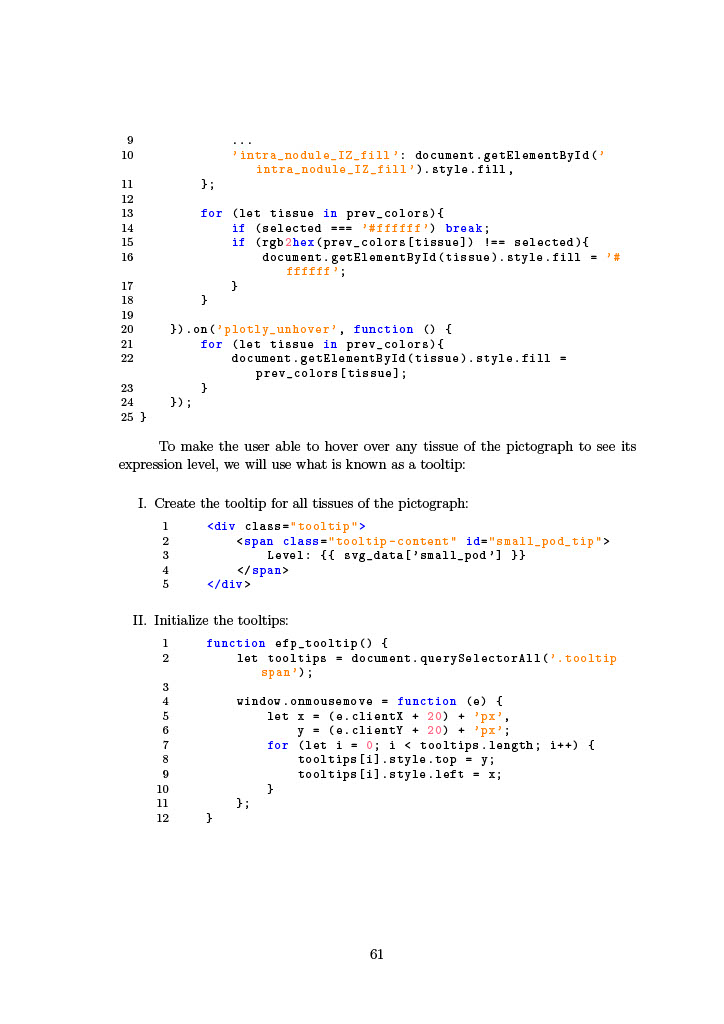 9 ...
10 'intra_nodule_IZ_fill': document.getElementById('
intra_nodule_IZ_fill').style.fill,
11 };
12
13 for (let tissue in prev_colors){
14 if (selected === '#ffffff') break;
15 if (rgb2hex(prev_colors[tissue]) !== selected){
16 document.getElementById(tissue).style.fill = '#
ffffff';
17 }
18 }
19
20 }).on('plotly_unhover', function () {
21 for (let tissue in prev_colors){
22 document.getElementById(tissue).style.fill =
prev_colors[tissue];
23 }
24 });
25 }
To make the user able to hover over any tissue of the pictograph to see its
expression level, we will use what is known as a tooltip:
I. Create the tooltip for all tissues of the pictograph:
1 <div class="tooltip">
2 <span class="tooltip-content" id="small_pod_tip">
3 Level: {{ svg_data['small_pod'] }}
4 </span>
5 </div>
II. Initialize the tooltips:
1 function efp_tooltip() {
2 let tooltips = document.querySelectorAll('.tooltip
span');
3
4 window.onmousemove = function (e) {
5 let x = (e.clientX + 20) + 'px',
6 y = (e.clientY + 20) + 'px';
7 for (let i = 0; i < tooltips.length; i++) {
8 tooltips[i].style.top = y;
9 tooltips[i].style.left = x;
10 }
11 };
12 }
61